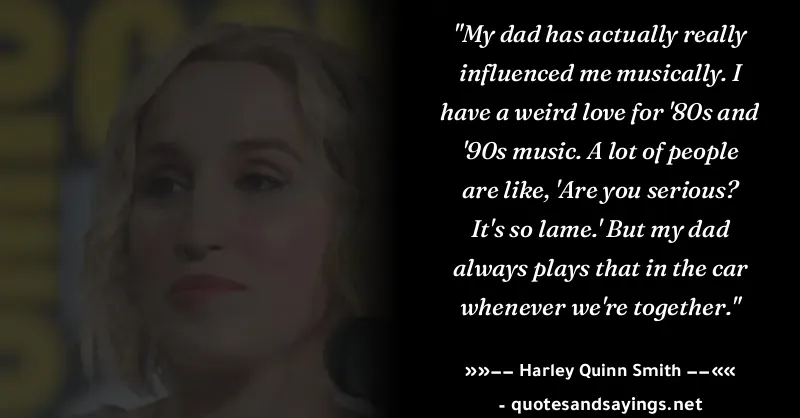 "My dad has actually really
influenced me musically. I
have a weird love for '80s and
'90s music. A lot of people
are like, 'Are you serious?
It's so lame.' But my dad
always plays that in the car
whenever we're together."
»»–– Harley Quinn Smith ––««
- quotesandsayings.net